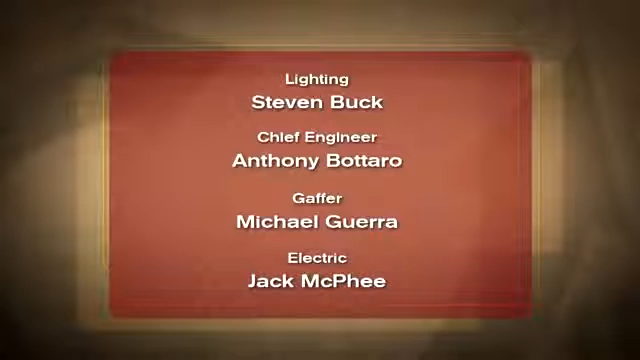 Lighting
Steven Buck
Chief Engineer
Anthony Bottaro
Gaffer
Michael Guerra
Electric
Jack McPhee